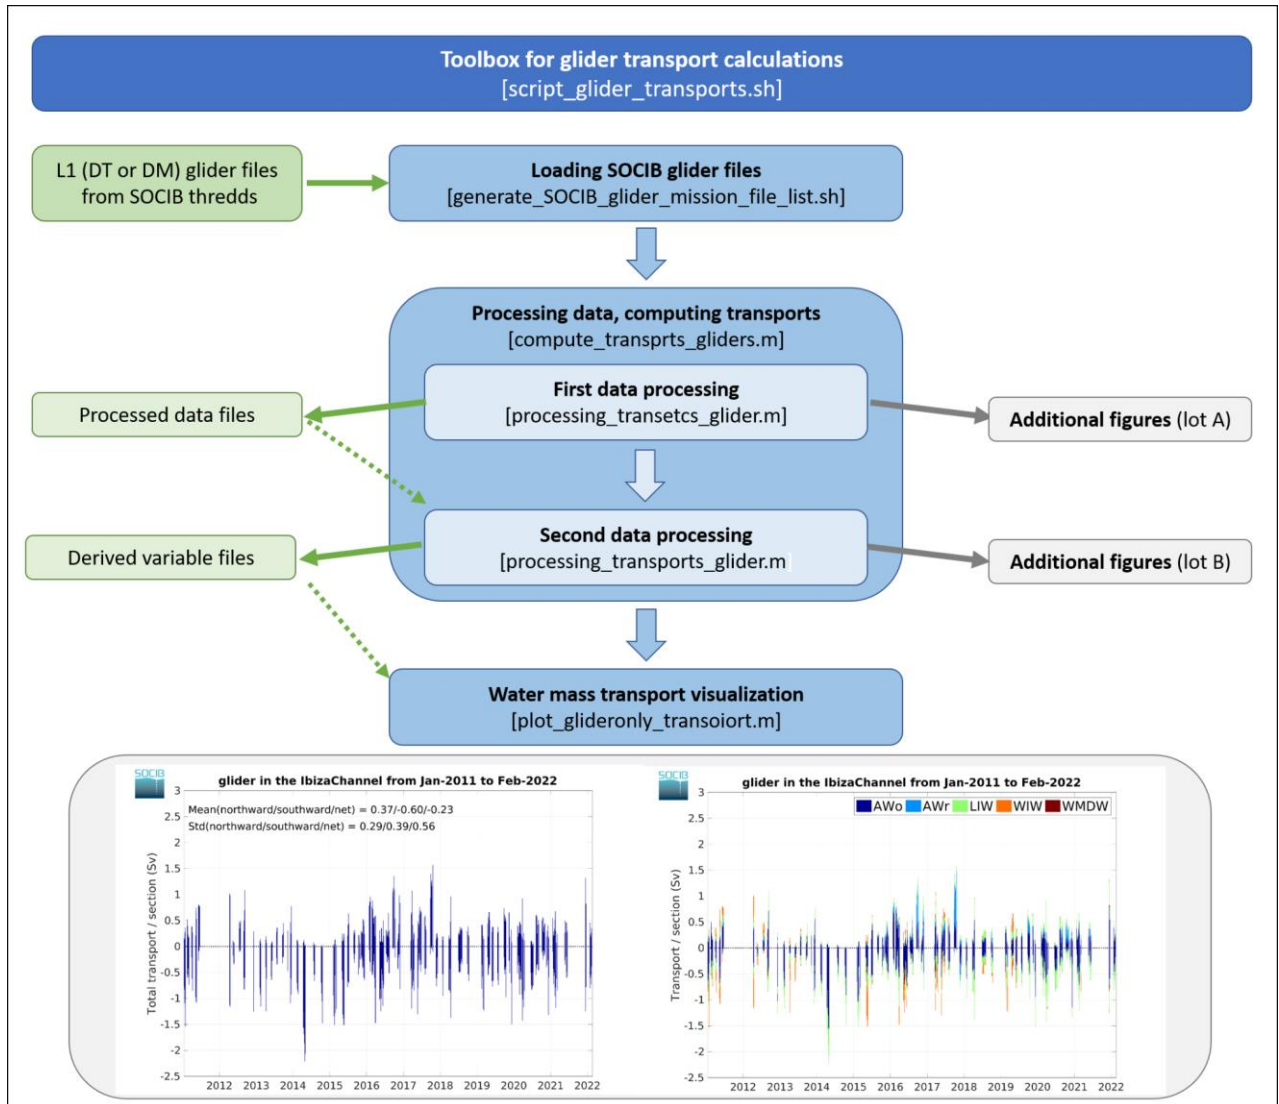 Toolbox for glider transport calculations
[script_glider_transports.sh]
L1 (DT or DM) glider files
from SOCIB thredds
Loading SOCIB glider files
[generate_SOCIB_glider_mission_file_list.sh]
Processing data, computing transports
[compute_transprts_gliders.m]
First data processing
[processing_transetcs_glider.m]
Processed data files
Additional figures (lot A)
Second data processing
[processing_transports_glider.m]
Derived variable files
Additional figures (lot B)
Water mass transport visualization
[plot_glideronly_transoiort.m]
SOCIB
glider in the IbizaChannel from Jan-2011 to Feb-2022
Mean(northward/southward/net) = 0.37/-0.60/-0.23
Std(northward/southward/net) = 0.29/0.39/0.56
Total transport / section (Sv)
3
2.5
2
1.5
1
0.5
0
-0.5
-1
-1.5
-2
-2.5
2012 2013 2014 2015 2016 2017 2018 2019 2020 2021 2022
SOCIB
glider in the IbizaChannel from Jan-2011 to Feb-2022
AWo AWr LIW WIW WMDW
Transport / section (Sv)
3
2.5
2
1.5
1
0.5
0
-0.5
-1
-1.5
-2
-2.5
2012 2013 2014 2015 2016 2017 2018 2019 2020 2021 2022